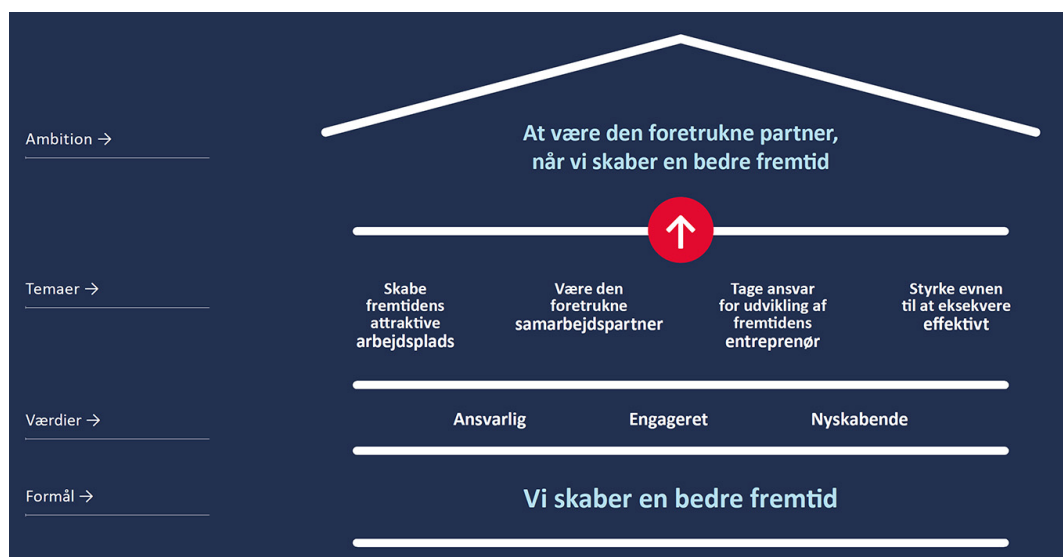 Ambition →
At være den foretrukne partner,
når vi skaber en bedre fremtid
Temaer →
Skabe
fremtidens
attraktive
arbejdsplads
Være den
foretrukne
samarbejdspartner
Tage ansvar
for udvikling af
fremtidens
entreprenør
Styrke evnen
til at eksekvere
effektivt
Værdier →
Ansvarlig
Engageret
Nyskabende
Formål →
Vi skaber en bedre fremtid